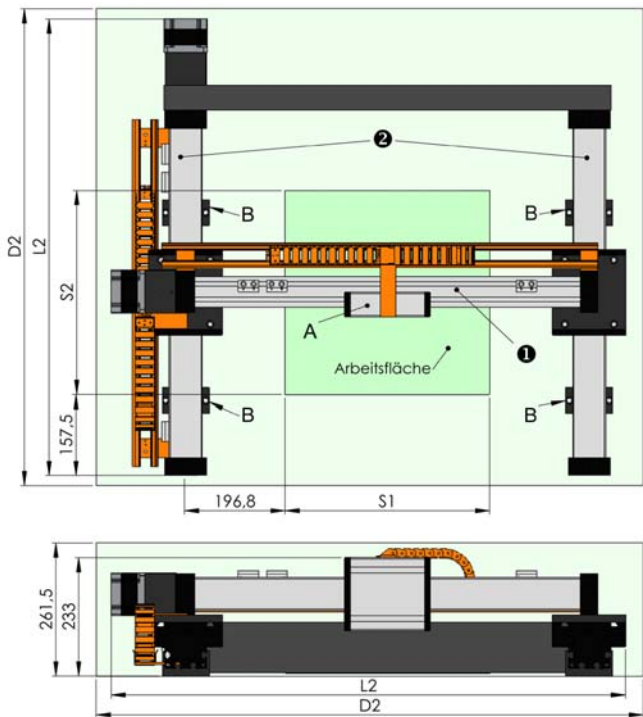 ❷
B
B
D2
L2
S2
A
❶
Arbeitsfläche
B
B
157,5
196,8
S1
261,5
233
L2
D2